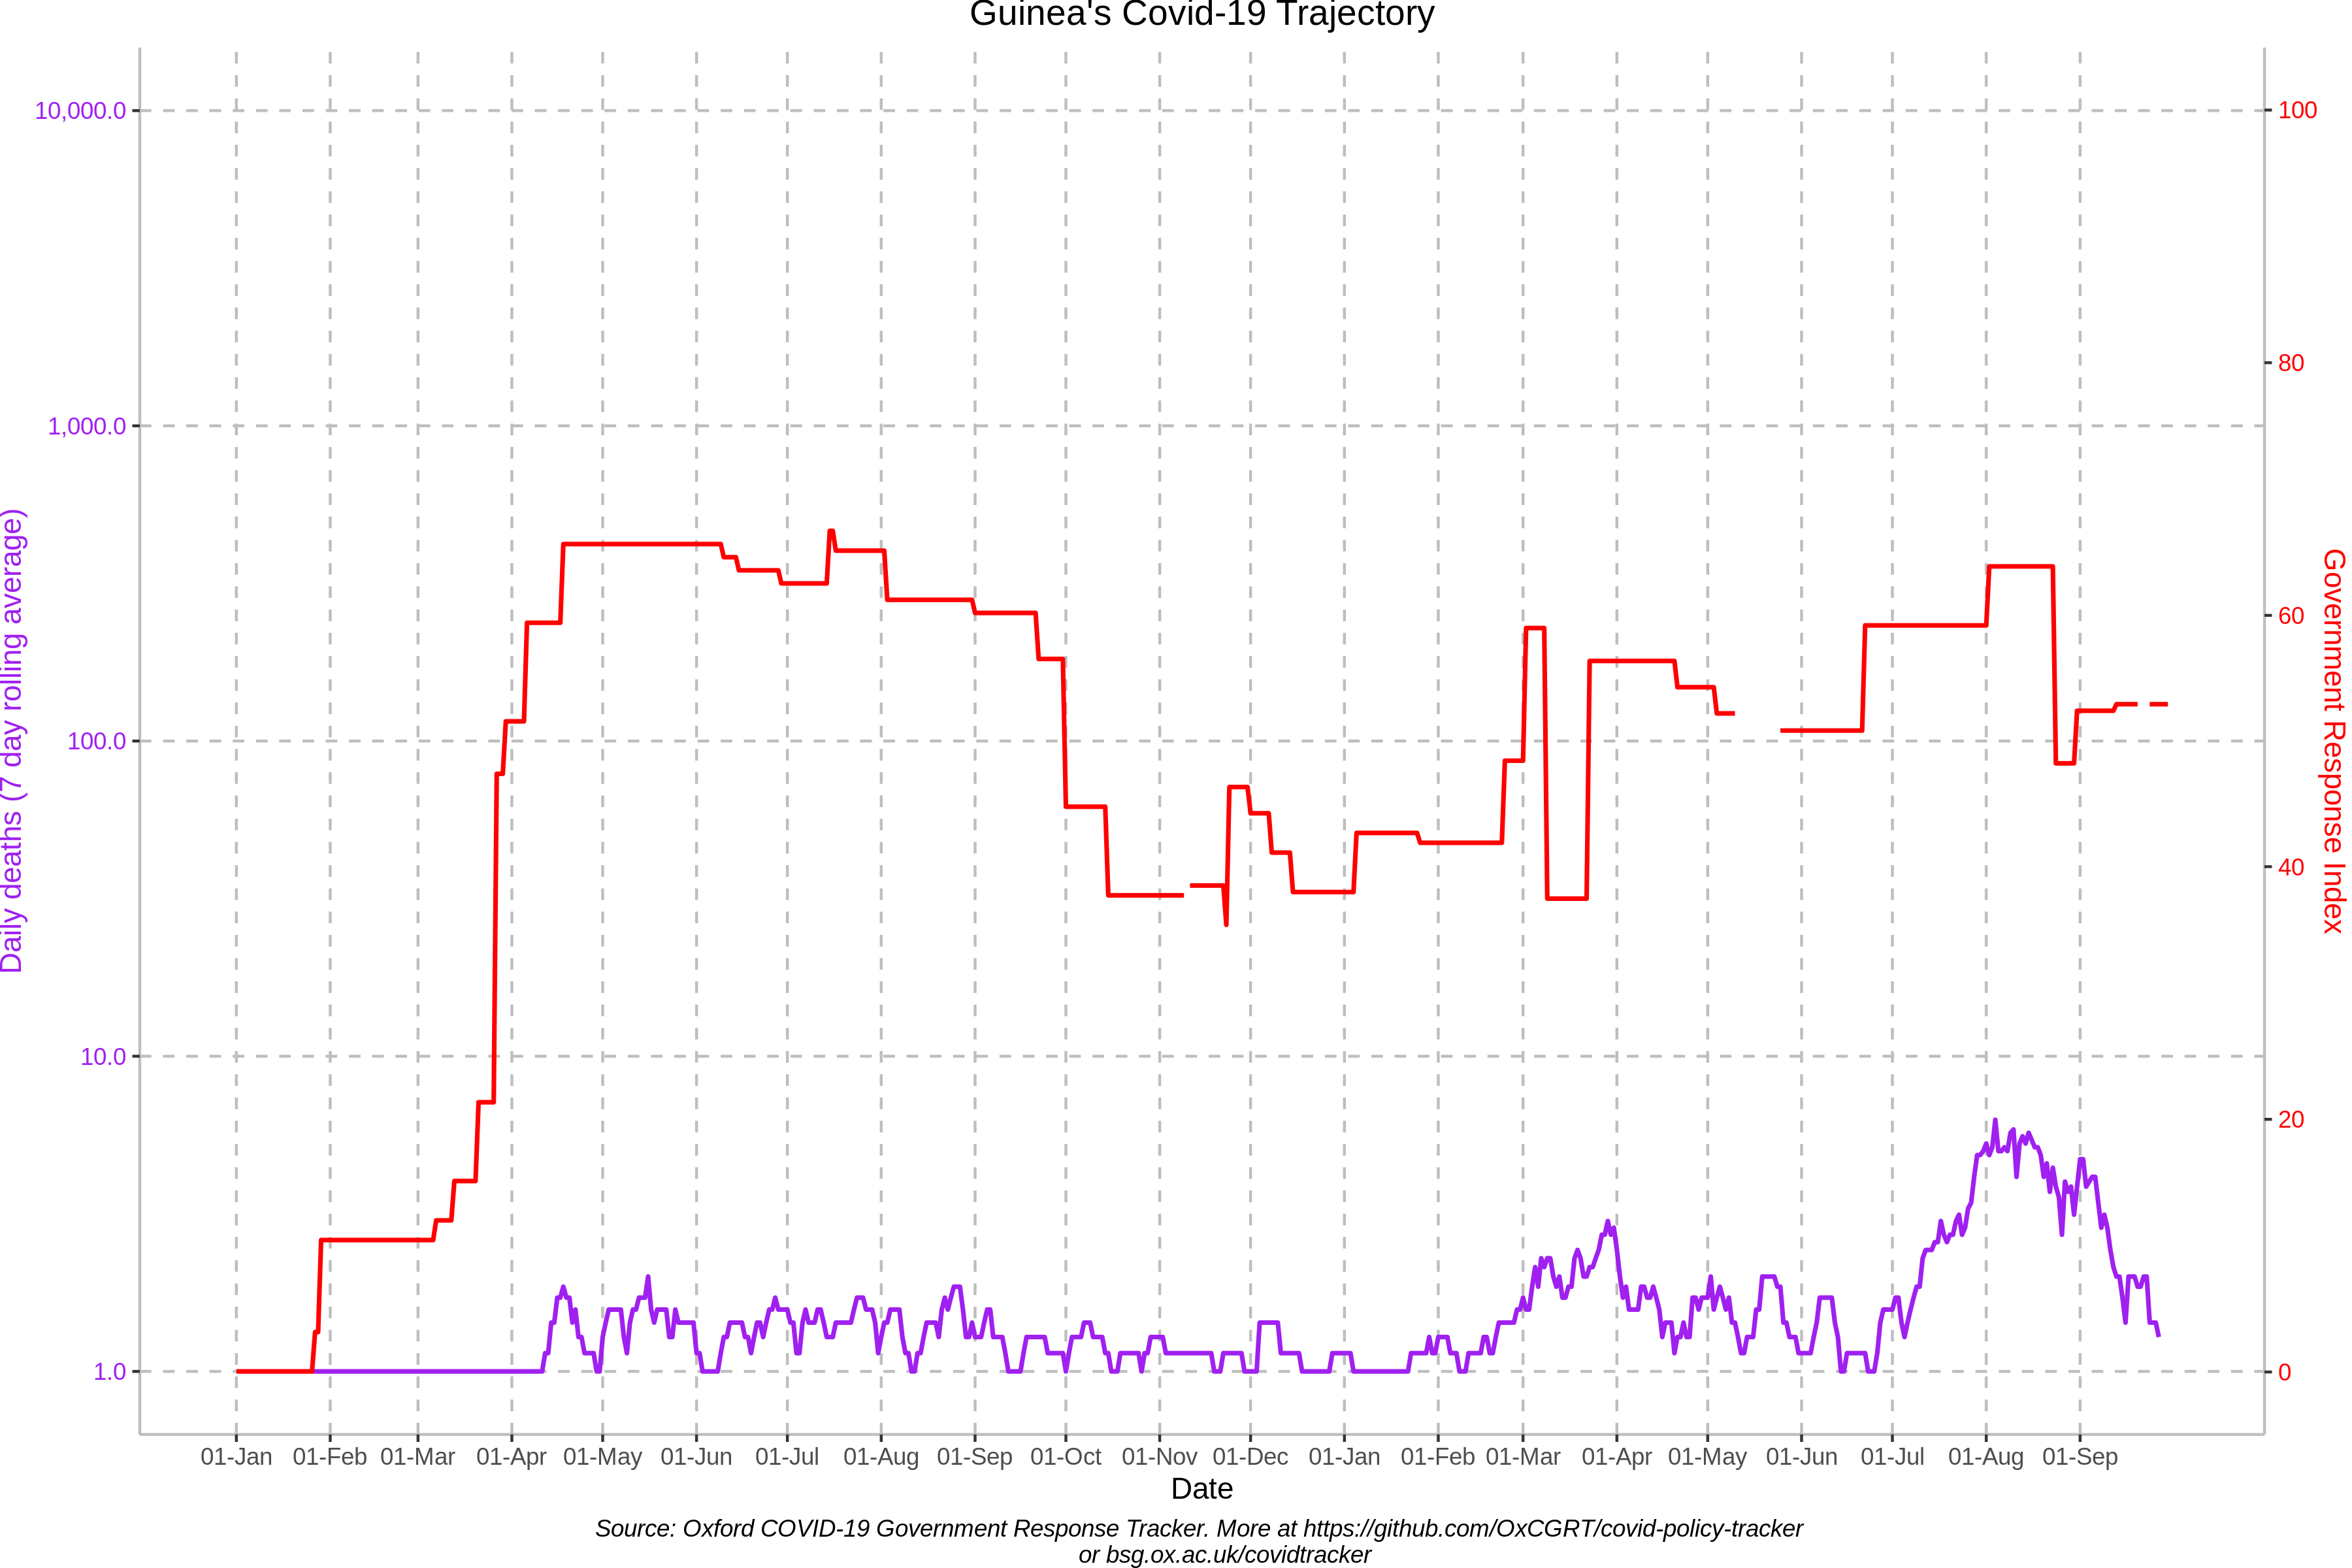 Guinea's Covid-19 Trajectory
10,000.0
1,000.0
100.0
10.0
1.0
Daily deaths (7 day rolling average)
100
80
60
40
20
0
Government Response Index
01-Jan 01-Feb 01-Mar 01-Apr 01-May 01-Jun 01-Jul 01-Aug 01-Sep 01-Oct 01-Nov 01-Dec 01-Jan 01-Feb 01-Mar 01-Apr 01-May 01-Jun 01-Jul 01-Aug 01-Sep
Date
Source: Oxford COVID-19 Government Response Tracker. More at https://github.com/OxCGRT/covid-policy-tracker
or bsg.ox.ac.uk/covidtracker